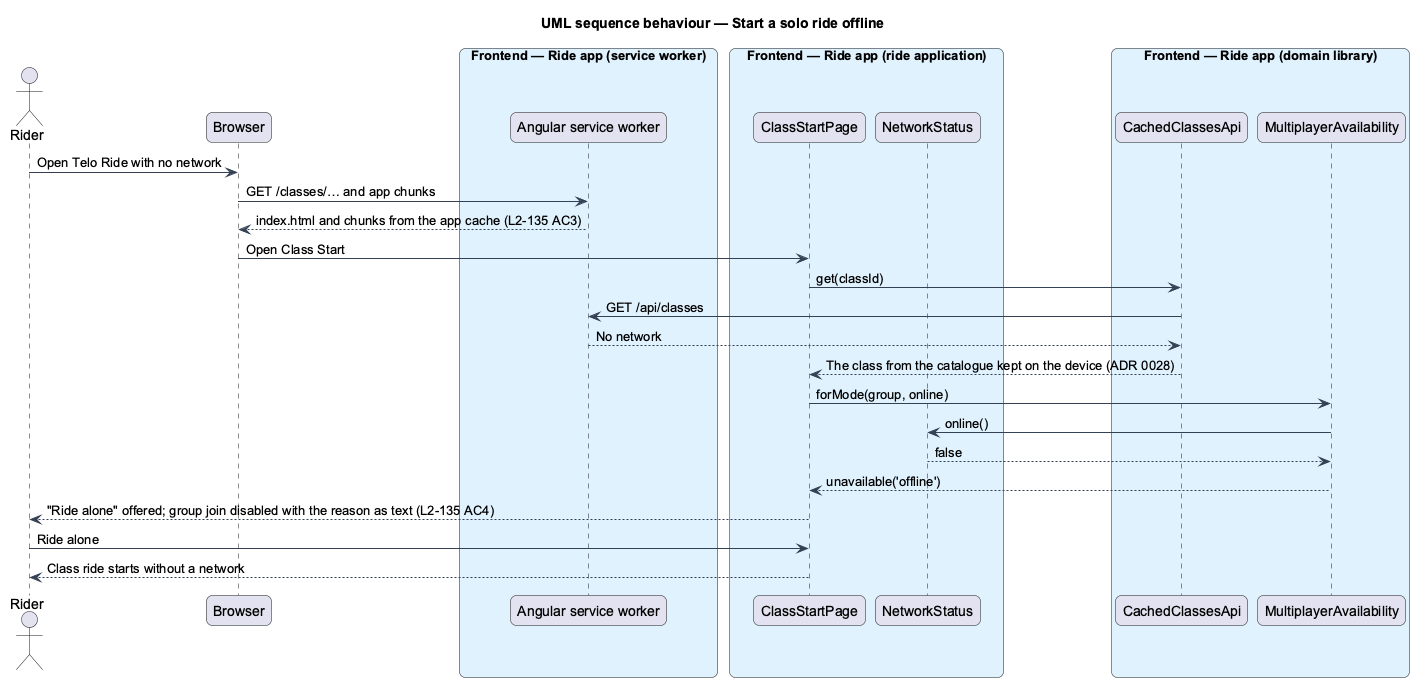 UML sequence behaviour — Start a solo ride offline
Frontend — Ride app (service worker)
Frontend — Ride app (ride application)
Frontend — Ride app (domain library)
Rider
Browser
Angular service worker
ClassStartPage
NetworkStatus
CachedClassesApi
MultiplayerAvailability
Open Telo Ride with no network
GET /classes/… and app chunks
index.html and chunks from the app cache (L2-135 AC3)
Open Class Start
get(classId)
GET /api/classes
No network
The class from the catalogue kept on the device (ADR 0028)
forMode(group, online)
online()
false
unavailable('offline')
"Ride alone" offered; group join disabled with the reason as text (L2-135 AC4)
Ride alone
Class ride starts without a network
Rider
Browser
Angular service worker
ClassStartPage
NetworkStatus
CachedClassesApi
MultiplayerAvailability